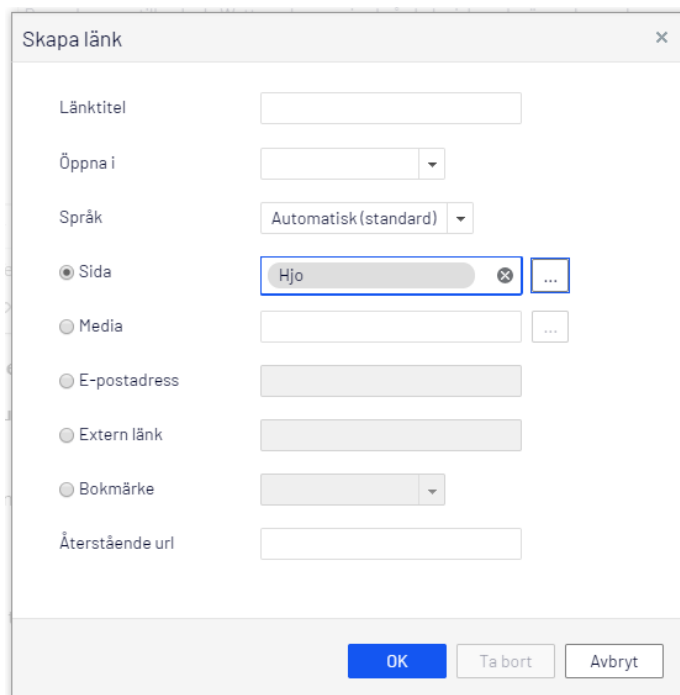 Skapa länk
Länktitel
Öppna i
Språk Automatisk (standard)
Sida Hjo ...
Media ...
E-postadress
Extern länk
Bokmärke
Återstående url
OK Ta bort Avbryt